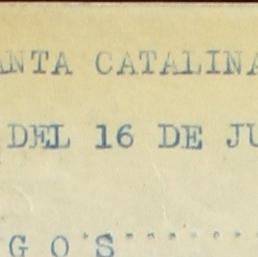 ANTA CATALINA
DEL 16 DE JU
G O S